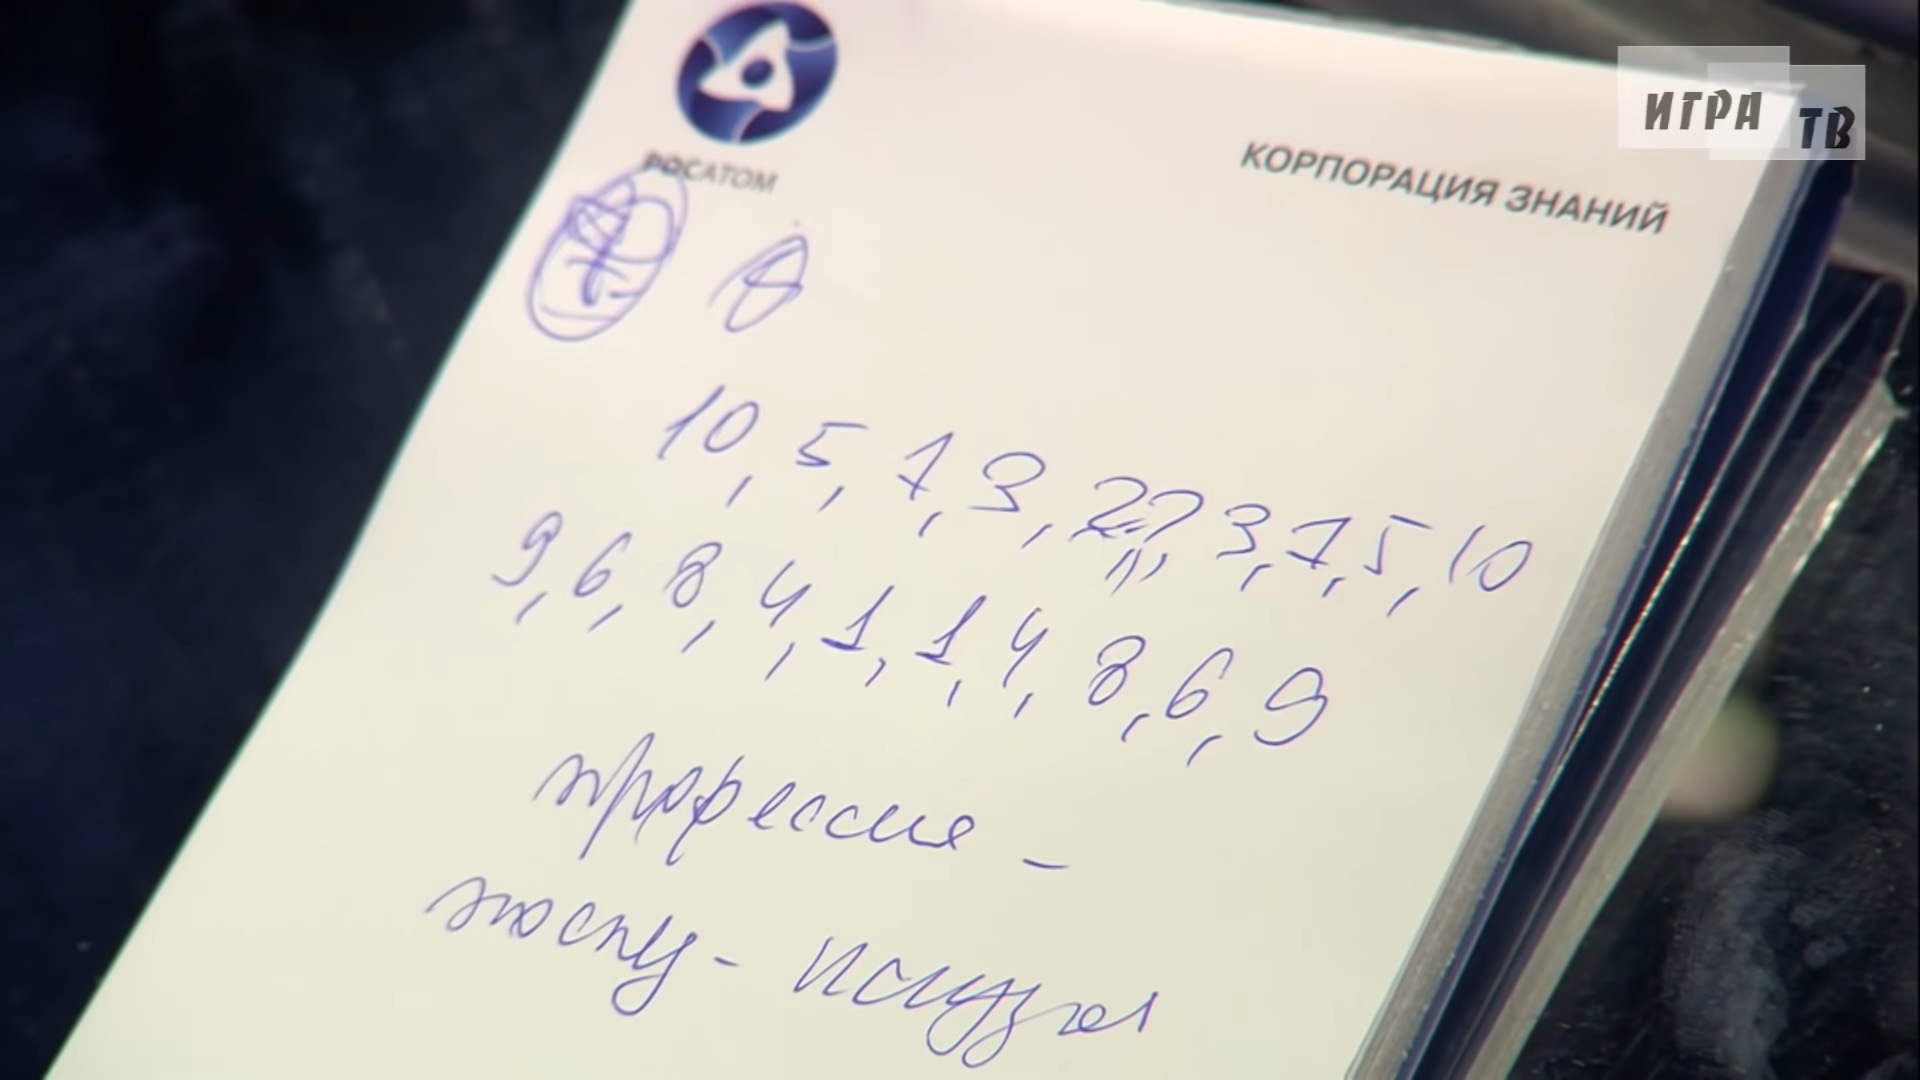 ИГРА ТВ
РОСАТОМ
КОРПОРАЦИЯ ЗНАНИЙ
10, 5, 7, 3, 2,,2, 3, 7, 5, 10
9, 6, 8, 4, 1, 1, 4, 8, 6, 9
профессия -